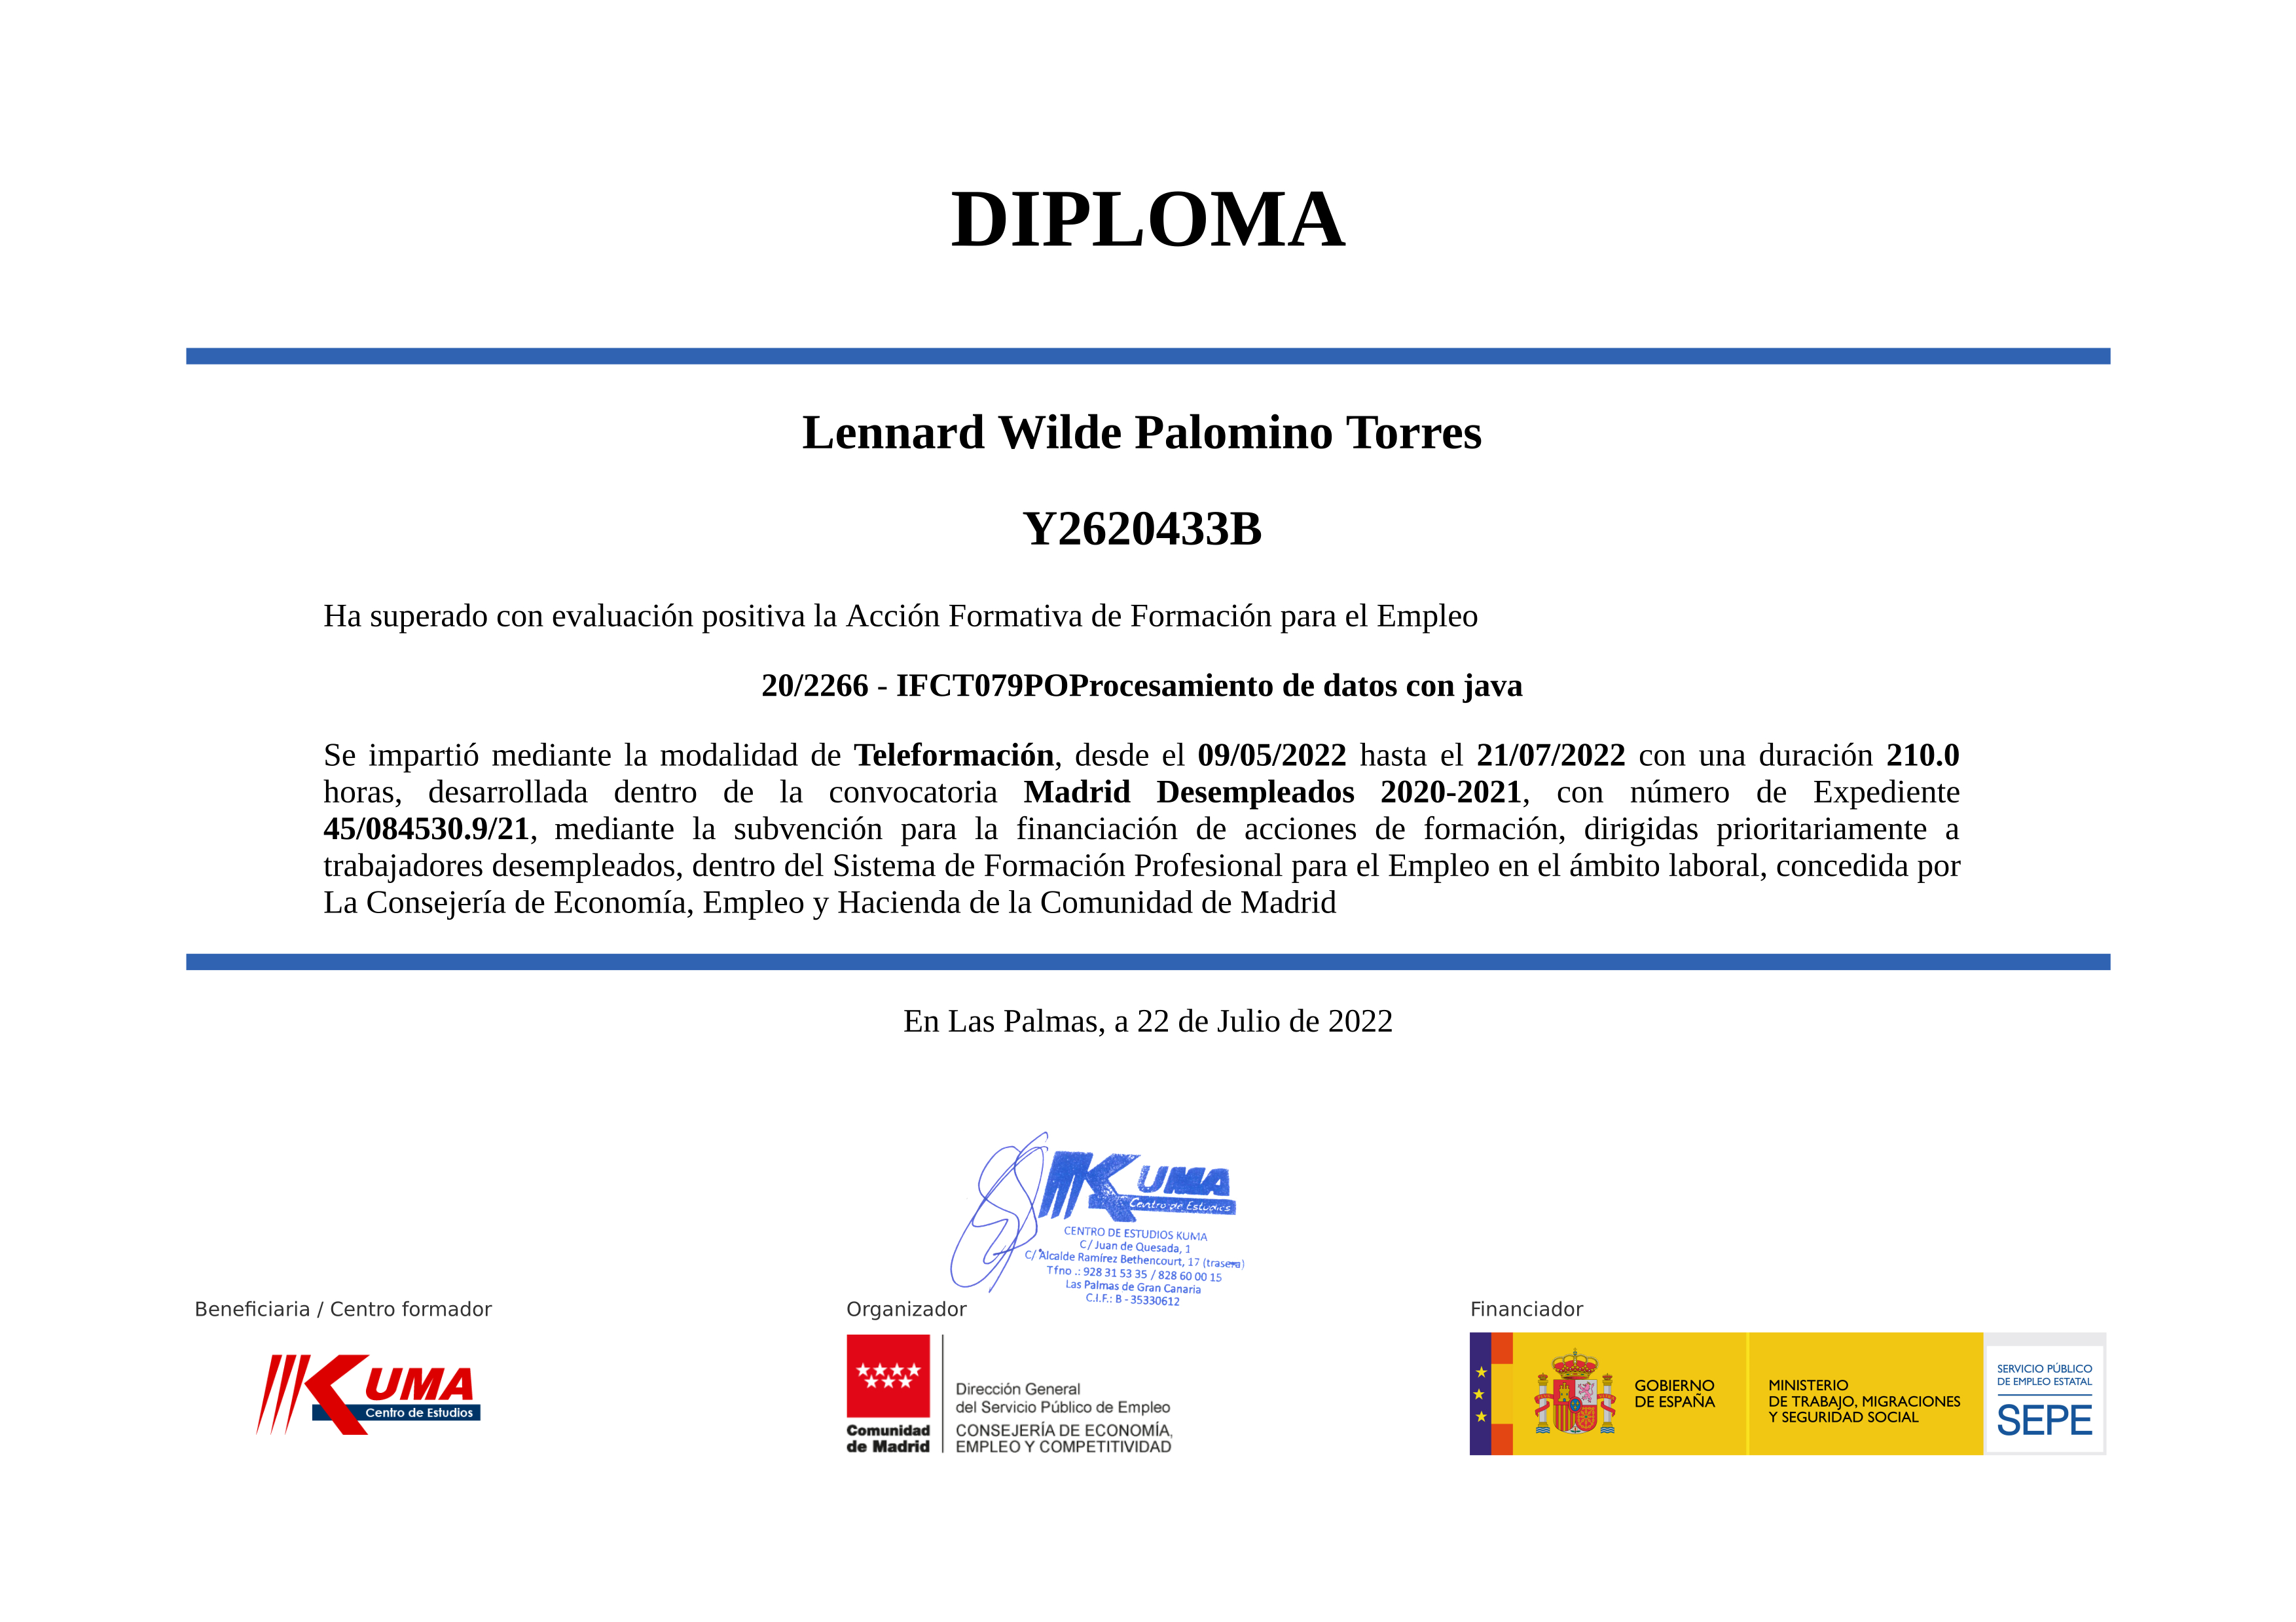 DIPLOMA
Lennard Wilde Palomino Torres
Y2620433B
Ha superado con evaluación positiva la Acción Formativa de Formación para el Empleo
20/2266 - IFCT079POProcesamiento de datos con java
Se impartió mediante la modalidad de Teleformación, desde el 09/05/2022 hasta el 21/07/2022 con una duración 210.0
horas, desarrollada dentro de la convocatoria Madrid Desempleados 2020-2021, con número de Expediente
45/084530.9/21, mediante la subvención para la financiación de acciones de formación, dirigidas prioritariamente a
trabajadores desempleados, dentro del Sistema de Formación Profesional para el Empleo en el ámbito laboral, concedida por
La Consejería de Economía, Empleo y Hacienda de la Comunidad de Madrid
En Las Palmas, a 22 de Julio de 2022
KUMA
Centro de Estudios
CENTRO DE ESTUDIOS KUMA
C/ Juan de Quesada, 1
C/ Alcalde Ramírez Bethencourt, 17 (trasera)
Tfno .: 928 31 53 35 / 828 60 00 15
Las Palmas de Gran Canaria
C.I.F.: B - 35330612
Beneficiaria / Centro formador
KUMA
Centro de Estudios
Organizador
Comunidad
de Madrid
Dirección General
del Servicio Público de Empleo
CONSEJERÍA DE ECONOMÍA,
EMPLEO Y COMPETITIVIDAD
Financiador
GOBIERNO
DE ESPAÑA
MINISTERIO
DE TRABAJO, MIGRACIONES
Y SEGURIDAD SOCIAL
SERVICIO PÚBLICO
DE EMPLEO ESTATAL
SEPE